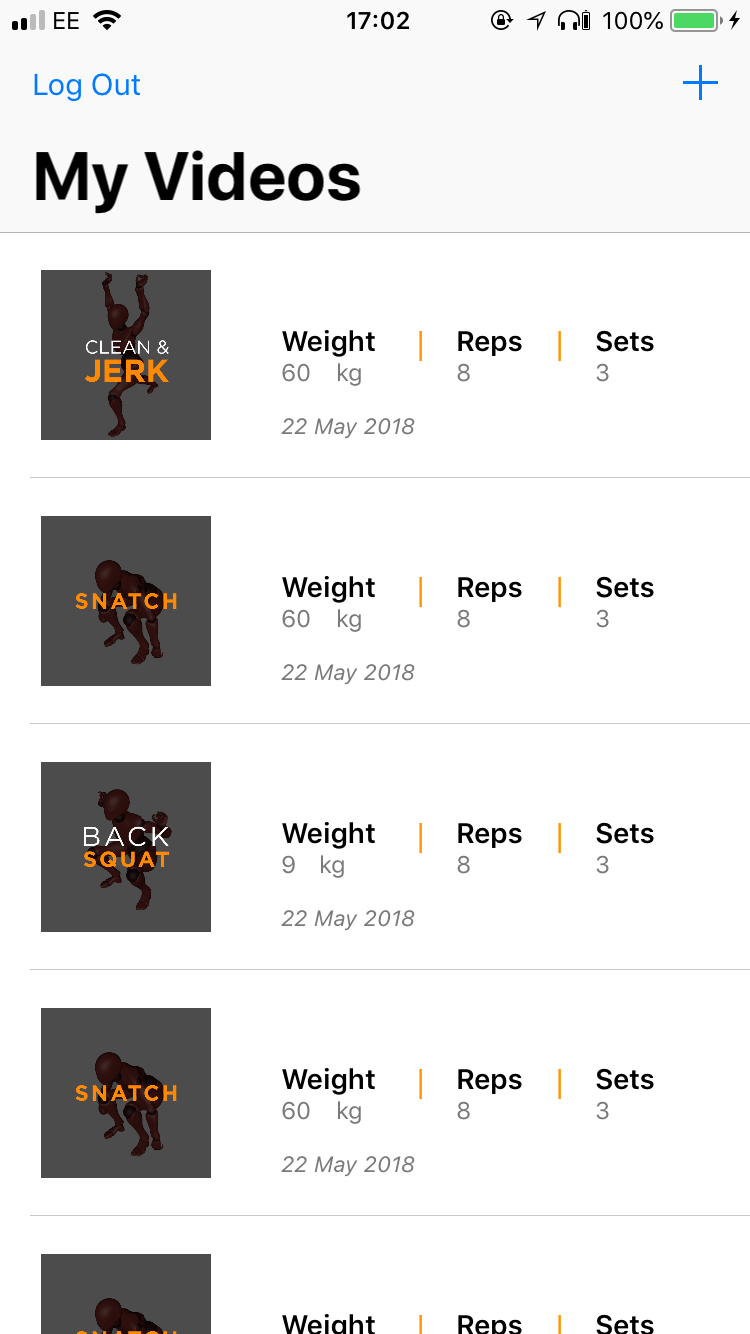 EE 17:02 100%
Log Out
My Videos
CLEAN &
JERK
Weight | Reps | Sets
60 kg 8 3
22 May 2018
SNATCH
Weight | Reps | Sets
60 kg 8 3
22 May 2018
BACK
SQUAT
Weight | Reps | Sets
9 kg 8 3
22 May 2018
SNATCH
Weight | Reps | Sets
60 kg 8 3
22 May 2018
SNATCH
Weight | Reps | Sets